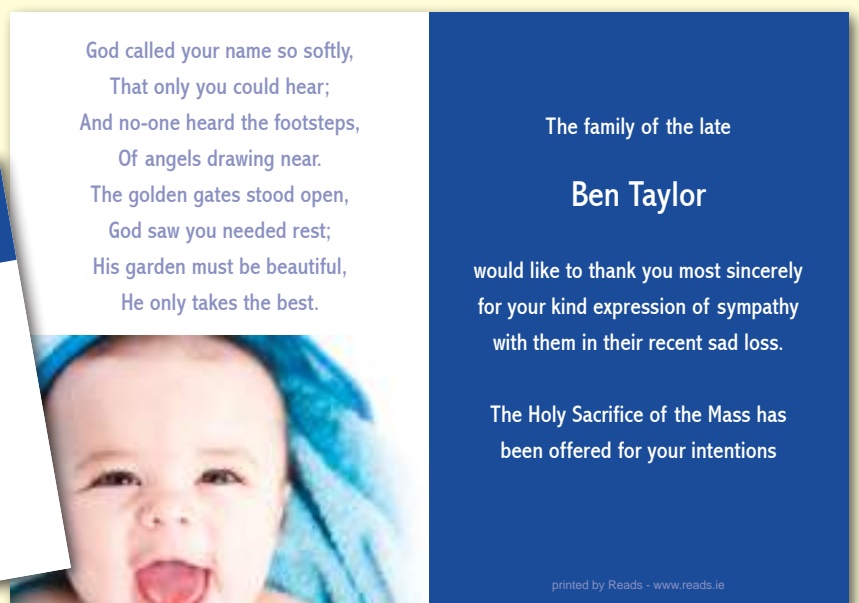 God called your name so softly,
That only you could hear;
And no-one heard the footsteps,
Of angels drawing near.
The golden gates stood open,
God saw you needed rest;
His garden must be beautiful,
He only takes the best.
The family of the late
Ben Taylor
would like to thank you most sincerely
for your kind expression of sympathy
with them in their recent sad loss.
The Holy Sacrifice of the Mass has
been offered for your intentions
printed by Reads - www.reads.ie